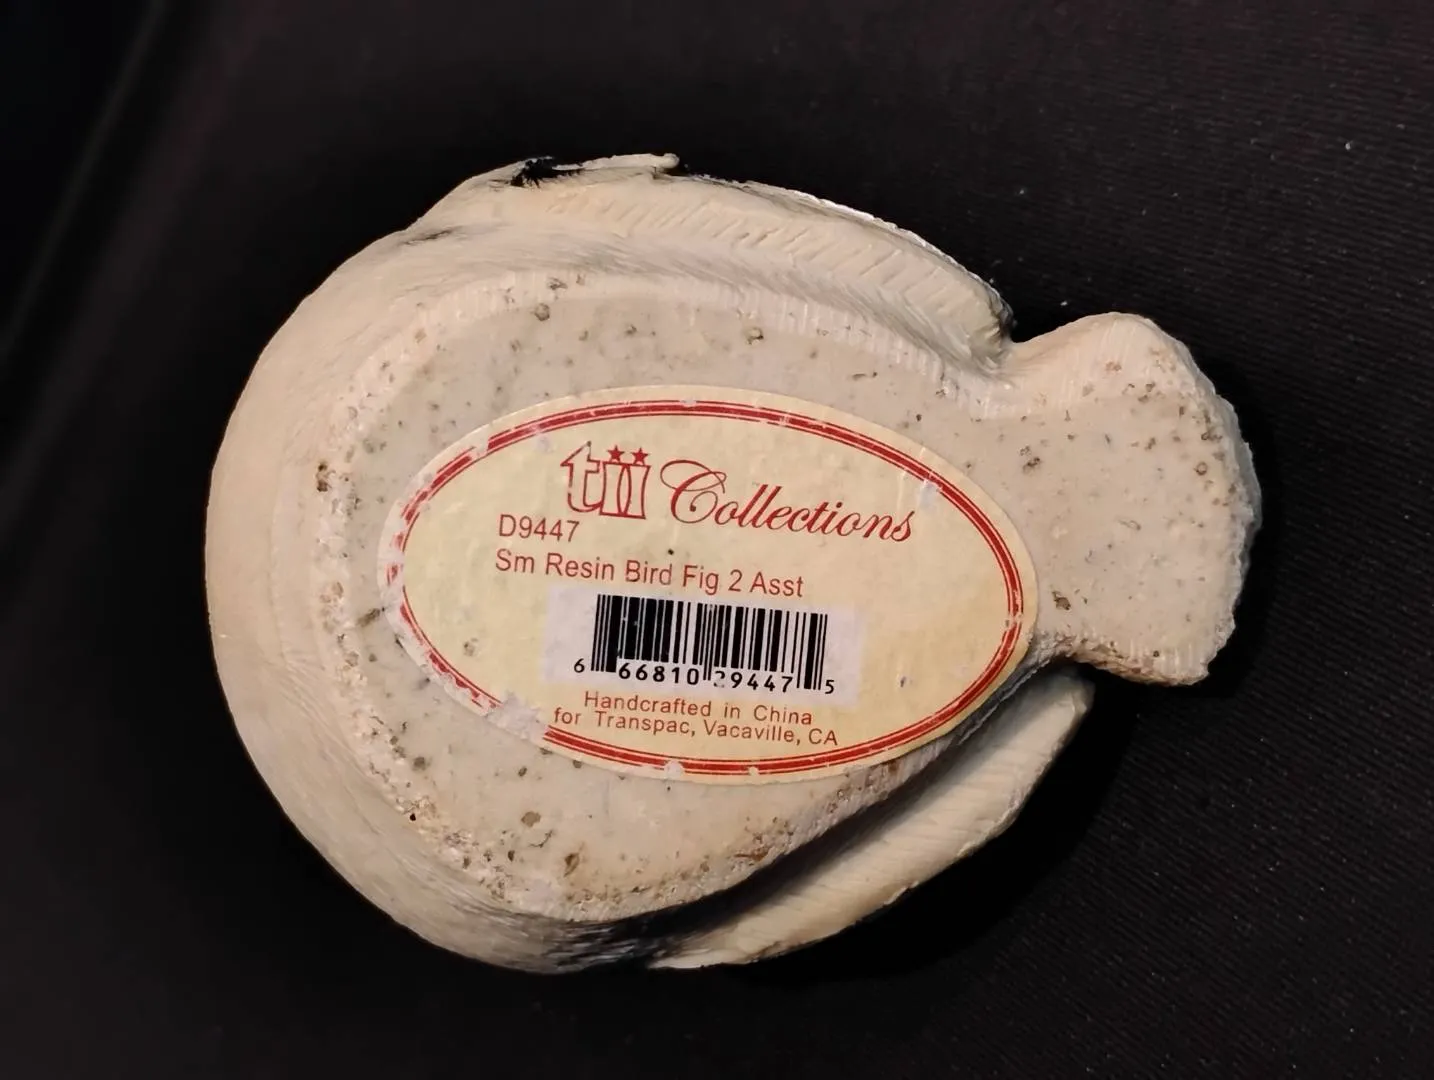 tii Collections
D9447
Sm Resin Bird Fig 2 Asst
6 66810 29447 5
Handcrafted in China
for Transpac, Vacaville, CA